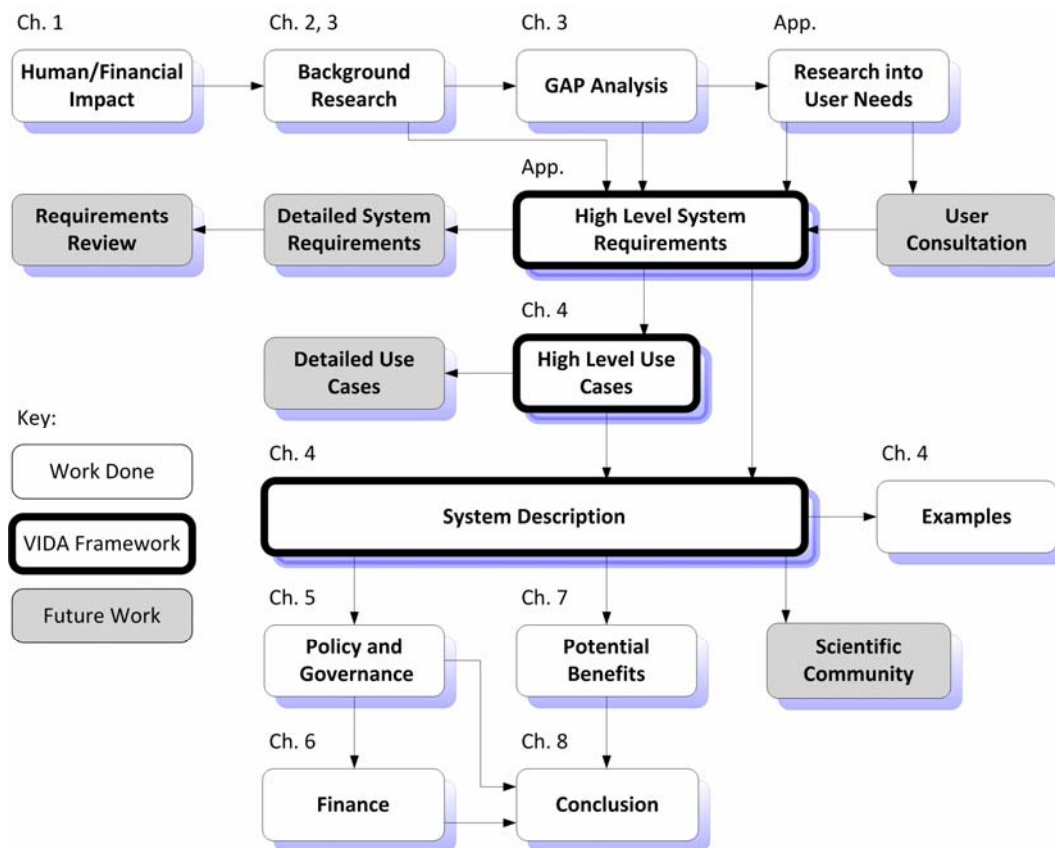 Ch. 1
Ch. 2, 3
Ch. 3
App.
Human/Financial
Impact
Background
Research
GAP Analysis
Research into
User Needs
App.
Requirements
Review
Detailed System
Requirements
High Level System
Requirements
User
Consultation
Ch. 4
Detailed Use
Cases
High Level Use
Cases
Key:
Work Done
VIDA Framework
Future Work
Ch. 4
System Description
Ch. 4
Examples
Ch. 5
Policy and
Governance
Ch. 7
Potential
Benefits
Scientific
Community
Ch. 6
Finance
Ch. 8
Conclusion